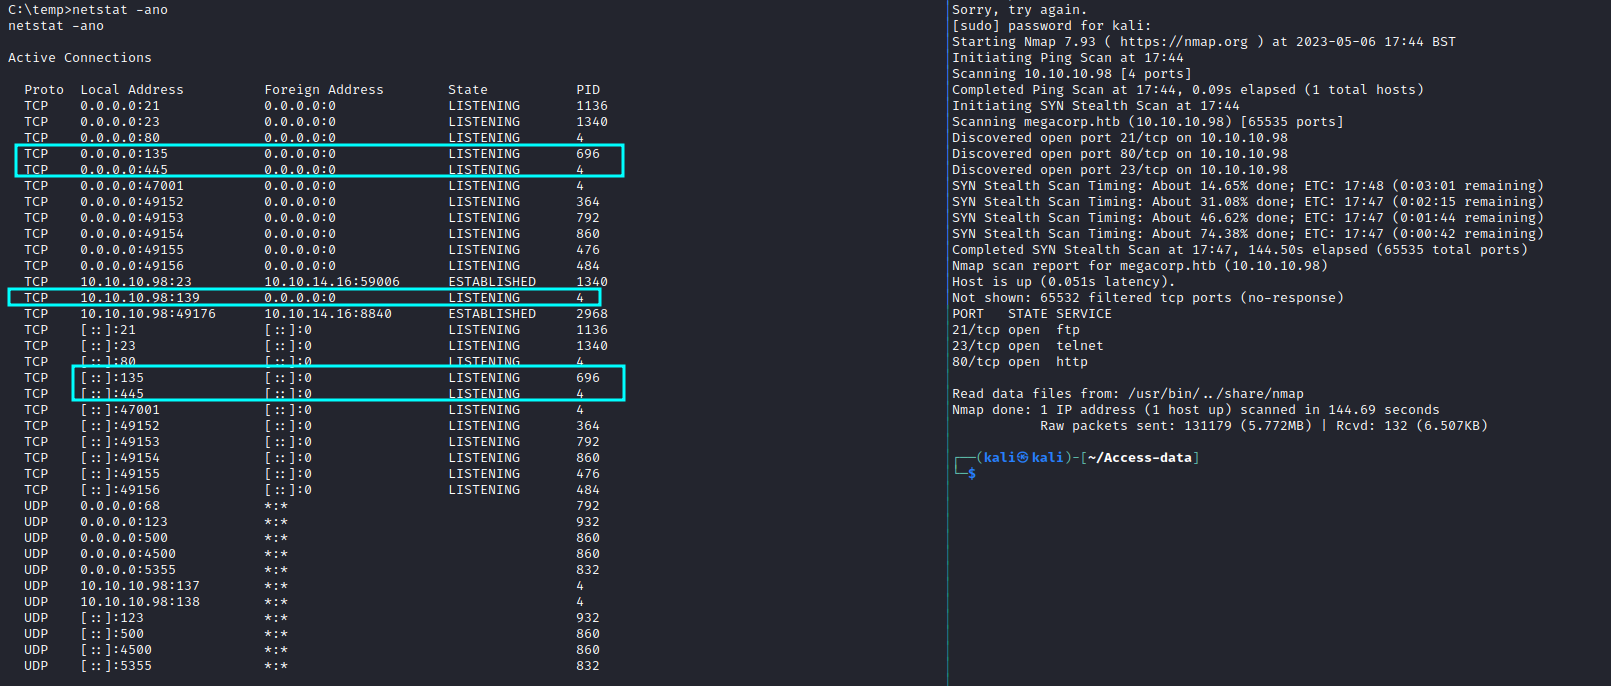 C:\temp>netstat -ano
netstat -ano
Active Connections
Proto Local Address Foreign Address State PID
TCP 0.0.0.0:21 0.0.0.0:0 LISTENING 1136
TCP 0.0.0.0:23 0.0.0.0:0 LISTENING 1340
TCP 0.0.0.0:80 0.0.0.0:0 LISTENING 4
TCP 0.0.0.0:135 0.0.0.0:0 LISTENING 696
TCP 0.0.0.0:445 0.0.0.0:0 LISTENING 4
TCP 0.0.0.0:47001 0.0.0.0:0 LISTENING 4
TCP 0.0.0.0:49152 0.0.0.0:0 LISTENING 364
TCP 0.0.0.0:49153 0.0.0.0:0 LISTENING 792
TCP 0.0.0.0:49154 0.0.0.0:0 LISTENING 860
TCP 0.0.0.0:49155 0.0.0.0:0 LISTENING 476
TCP 0.0.0.0:49156 0.0.0.0:0 LISTENING 484
TCP 10.10.10.98:23 10.10.14.16:59006 ESTABLISHED 1340
TCP 10.10.10.98:139 0.0.0.0:0 LISTENING 4
TCP 10.10.10.98:49176 10.10.14.16:8840 ESTABLISHED 2968
TCP [::]:21 [::]:0 LISTENING 1136
TCP [::]:23 [::]:0 LISTENING 1340
TCP [::]:80 [::]:0 LISTENING 4
TCP [::]:135 [::]:0 LISTENING 696
TCP [::]:445 [::]:0 LISTENING 4
TCP [::]:47001 [::]:0 LISTENING 4
TCP [::]:49152 [::]:0 LISTENING 364
TCP [::]:49153 [::]:0 LISTENING 792
TCP [::]:49154 [::]:0 LISTENING 860
TCP [::]:49155 [::]:0 LISTENING 476
TCP [::]:49156 [::]:0 LISTENING 484
UDP 0.0.0.0:68 *:* 792
UDP 0.0.0.0:123 *:* 932
UDP 0.0.0.0:500 *:* 860
UDP 0.0.0.0:4500 *:* 860
UDP 0.0.0.0:5355 *:* 832
UDP 10.10.10.98:137 *:* 4
UDP 10.10.10.98:138 *:* 4
UDP [::]:123 *:* 932
UDP [::]:500 *:* 860
UDP [::]:4500 *:* 860
UDP [::]:5355 *:* 832
Sorry, try again.
[sudo] password for kali:
Starting Nmap 7.93 ( https://nmap.org ) at 2023-05-06 17:44 BST
Initiating Ping Scan at 17:44
Scanning 10.10.10.98 [4 ports]
Completed Ping Scan at 17:44, 0.09s elapsed (1 total hosts)
Initiating SYN Stealth Scan at 17:44
Scanning megacorp.htb (10.10.10.98) [65535 ports]
Discovered open port 21/tcp on 10.10.10.98
Discovered open port 80/tcp on 10.10.10.98
Discovered open port 23/tcp on 10.10.10.98
SYN Stealth Scan Timing: About 14.65% done; ETC: 17:48 (0:03:01 remaining)
SYN Stealth Scan Timing: About 31.08% done; ETC: 17:47 (0:02:15 remaining)
SYN Stealth Scan Timing: About 46.62% done; ETC: 17:47 (0:01:44 remaining)
SYN Stealth Scan Timing: About 74.38% done; ETC: 17:47 (0:00:42 remaining)
Completed SYN Stealth Scan at 17:47, 144.50s elapsed (65535 total ports)
Nmap scan report for megacorp.htb (10.10.10.98)
Host is up (0.051s latency).
Not shown: 65532 filtered tcp ports (no-response)
PORT STATE SERVICE
21/tcp open ftp
23/tcp open telnet
80/tcp open http
Read data files from: /usr/bin/../share/nmap
Nmap done: 1 IP address (1 host up) scanned in 144.69 seconds
Raw packets sent: 131179 (5.772MB) | Rcvd: 132 (6.507KB)
┌──(kali㉿kali)-[~/Access-data]
└─$